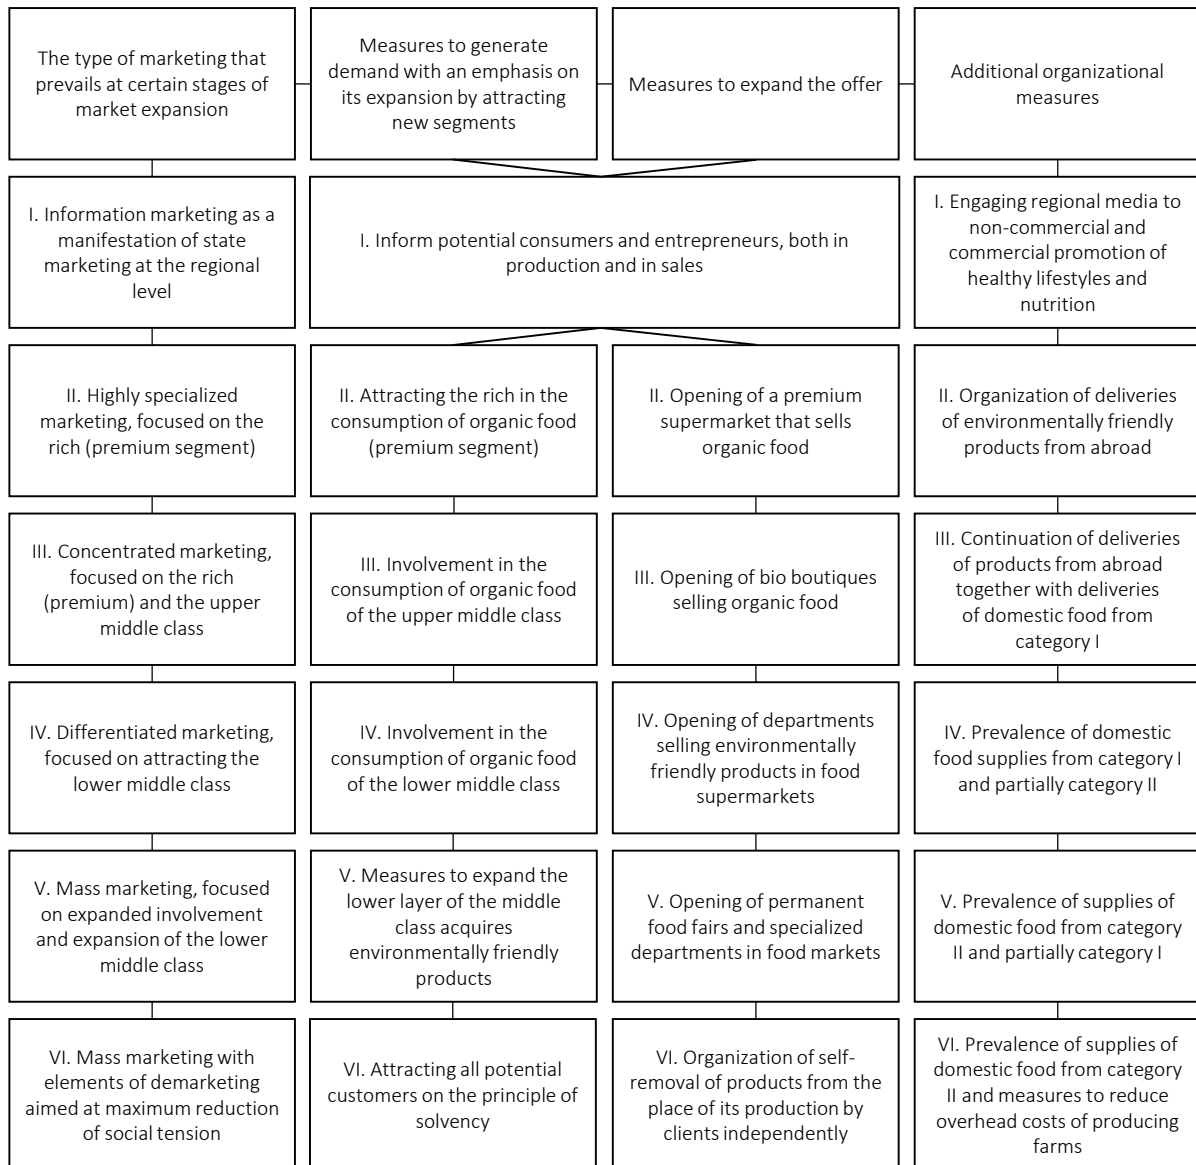 The type of marketing that
prevails at certain stages of
market expansion
Measures to generate
demand with an emphasis on
its expansion by attracting
new segments
Measures to expand the offer
Additional organizational
measures
I. Information marketing as a
manifestation of state
marketing at the regional
level
I. Inform potential consumers and entrepreneurs, both in
production and in sales
I. Engaging regional media to
non-commercial and
commercial promotion of
healthy lifestyles and
nutrition
II. Highly specialized
marketing, focused on the
rich (premium segment)
II. Attracting the rich in the
consumption of organic food
(premium segment)
II. Opening of a premium
supermarket that sells
organic food
II. Organization of deliveries
of environmentally friendly
products from abroad
III. Concentrated marketing,
focused on the rich
(premium) and the upper
middle class
III. Involvement in the
consumption of organic food
of the upper middle class
III. Opening of bio boutiques
selling organic food
III. Continuation of deliveries
of products from abroad
together with deliveries
of domestic food from
category I
IV. Differentiated marketing,
focused on attracting the
lower middle class
IV. Involvement in the
consumption of organic food
of the lower middle class
IV. Opening of departments
selling environmentally
friendly products in food
supermarkets
IV. Prevalence of domestic
food supplies from category I
and partially category II
V. Mass marketing, focused
on expanded involvement
and expansion of the lower
middle class
V. Measures to expand the
lower layer of the middle
class acquires
environmentally friendly
products
V. Opening of permanent
food fairs and specialized
departments in food markets
V. Prevalence of supplies of
domestic food from category
II and partially category I
VI. Mass marketing with
elements of demarketing
aimed at maximum reduction
of social tension
VI. Attracting all potential
customers on the principle of
solvency
VI. Organization of self-
removal of products from the
place of its production by
clients independently
VI. Prevalence of supplies of
domestic food from category
II and measures to reduce
overhead costs of producing
farms